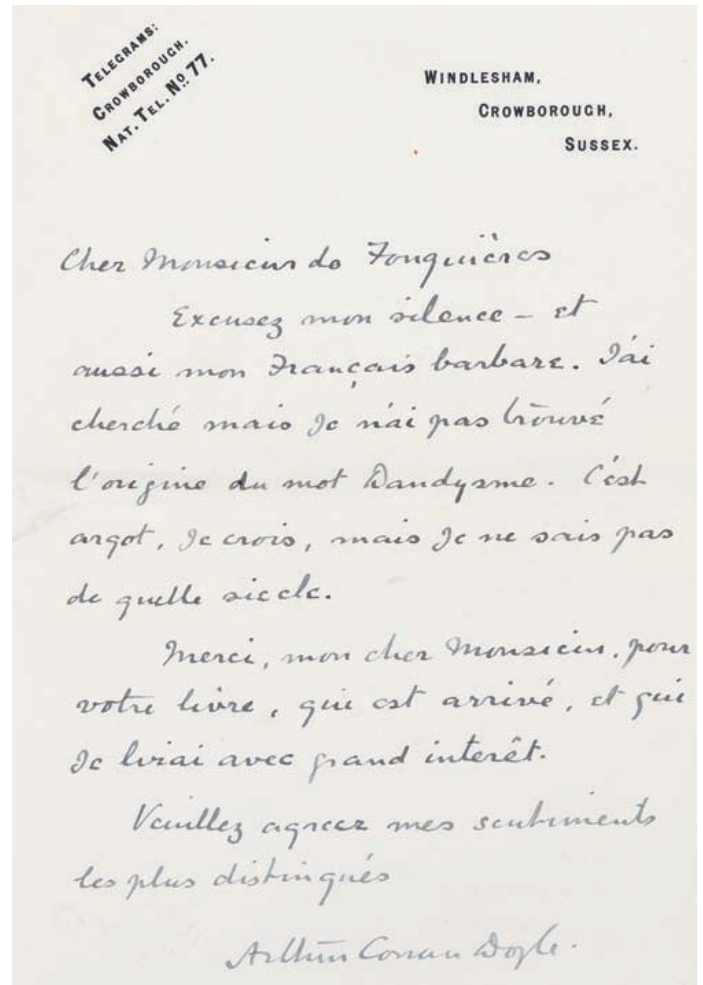 TELEGRAMS:
CROWBOROUGH.
NAT. TEL. No. 77.
WINDLESHAM,
CROWBOROUGH,
SUSSEX.
Cher Monsieur de Fouquières
Excusez mon silence – et
aussi mon Français barbare. J'ai
cherché mais Je n'ai pas trouvé
l'origine du mot Dandysme. C'est
argot, Je crois, mais Je ne sais pas
de quelle siecle.
Merci, mon cher Monsieur, pour
votre livre, qui est arrivé, et qui
Je lirai avec grand interêt.
Veuillez agreez mes sentiments
les plus distingués
Arthur Conan Doyle.